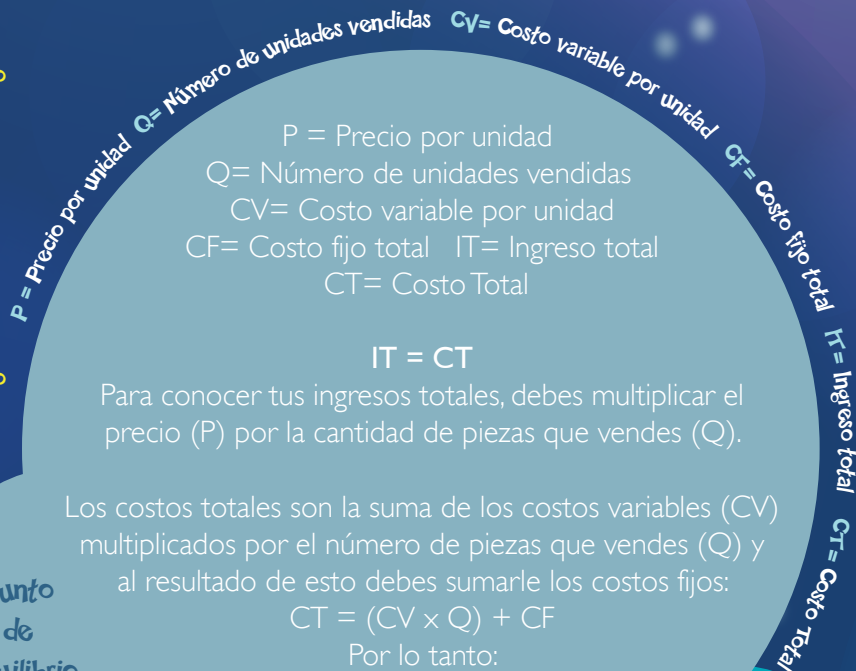 P = Precio por unidad Q= Número de unidades vendidas CV= Costo variable por unidad CF= Costo fijo total IT= Ingreso total CT= Costo Total
P = Precio por unidad
Q= Número de unidades vendidas
CV= Costo variable por unidad
CF= Costo fijo total IT= Ingreso total
CT= Costo Total
IT = CT
Para conocer tus ingresos totales, debes multiplicar el
precio (P) por la cantidad de piezas que vendes (Q).
Los costos totales son la suma de los costos variables (CV)
multiplicados por el número de piezas que vendes (Q) y
al resultado de esto debes sumarle los costos fijos:
CT = (CV x Q) + CF
Por lo tanto:
de